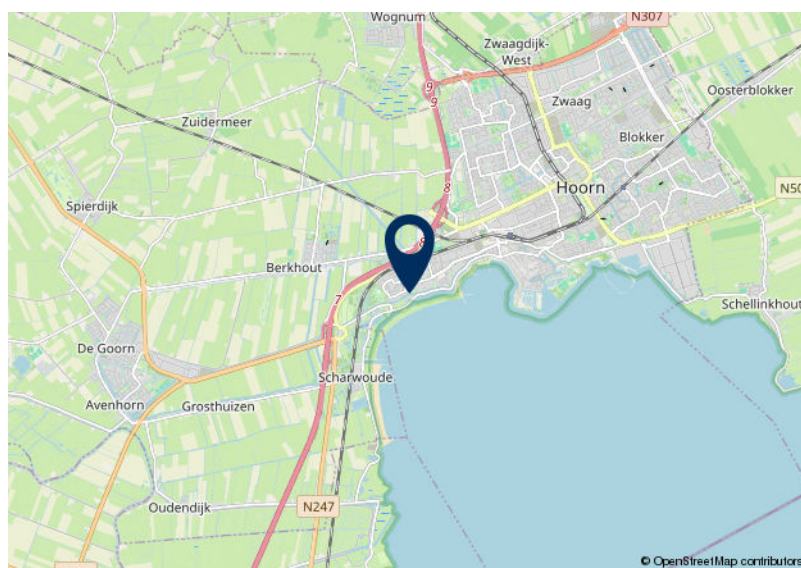 Wognum
N307
Zwaagdijk-
West
Oosterblokker
9
9
Zwaag
Zuidermeer
Blokker
8
Hoorn
N50
Spierdijk
Berkhout
7
Schellinkhout
De Goorn
Scharwoude
Avenhorn
Grosthuizen
Oudendijk
N247
© OpenStreetMap contributors